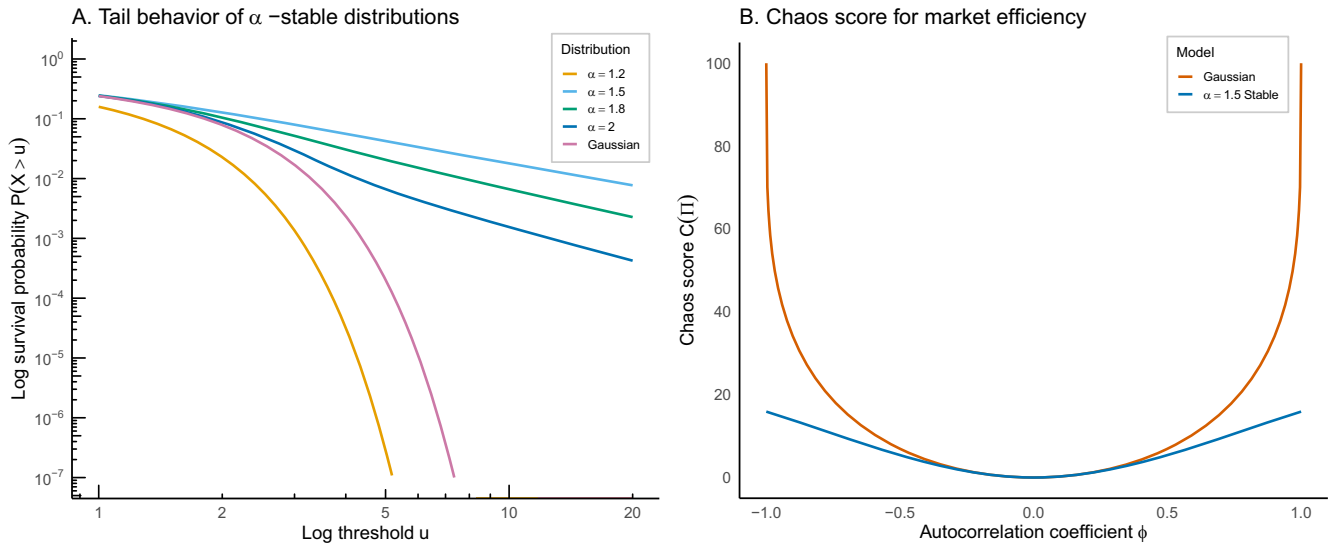 A. Tail behavior of α −stable distributions
Log survival probability P(X > u)
10⁰
10⁻¹
10⁻²
10⁻³
10⁻⁴
10⁻⁵
10⁻⁶
10⁻⁷
Distribution
α = 1.2
α = 1.5
α = 1.8
α = 2
Gaussian
1
2
5
10
20
Log threshold u
B. Chaos score for market efficiency
Chaos score C(Π)
100
80
60
40
20
0
Model
Gaussian
α = 1.5 Stable
−1.0
−0.5
0.0
0.5
1.0
Autocorrelation coefficient ϕ